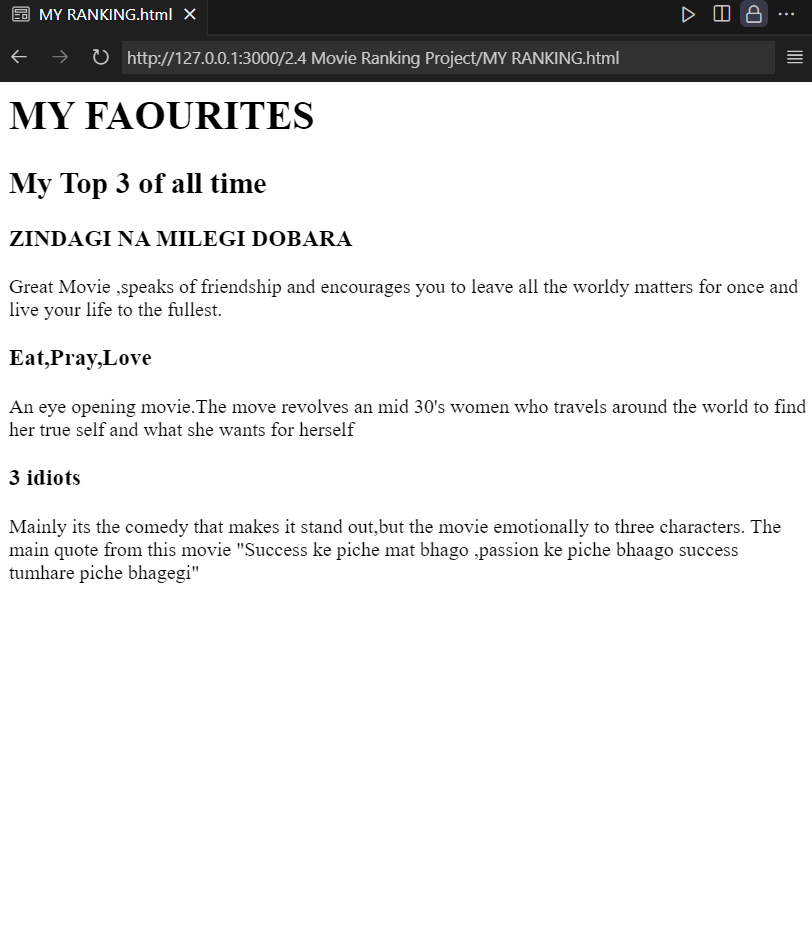 MY RANKING.html
http://127.0.0.1:3000/2.4 Movie Ranking Project/MY RANKING.html
MY FAOURITES
My Top 3 of all time
ZINDAGI NA MILEGI DOBARA
Great Movie ,speaks of friendship and encourages you to leave all the worldy matters for once and
live your life to the fullest.
Eat,Pray,Love
An eye opening movie.The move revolves an mid 30's women who travels around the world to find
her true self and what she wants for herself
3 idiots
Mainly its the comedy that makes it stand out,but the movie emotionally to three characters. The
main quote from this movie "Success ke piche mat bhago ,passion ke piche bhaago success
tumhare piche bhagegi"